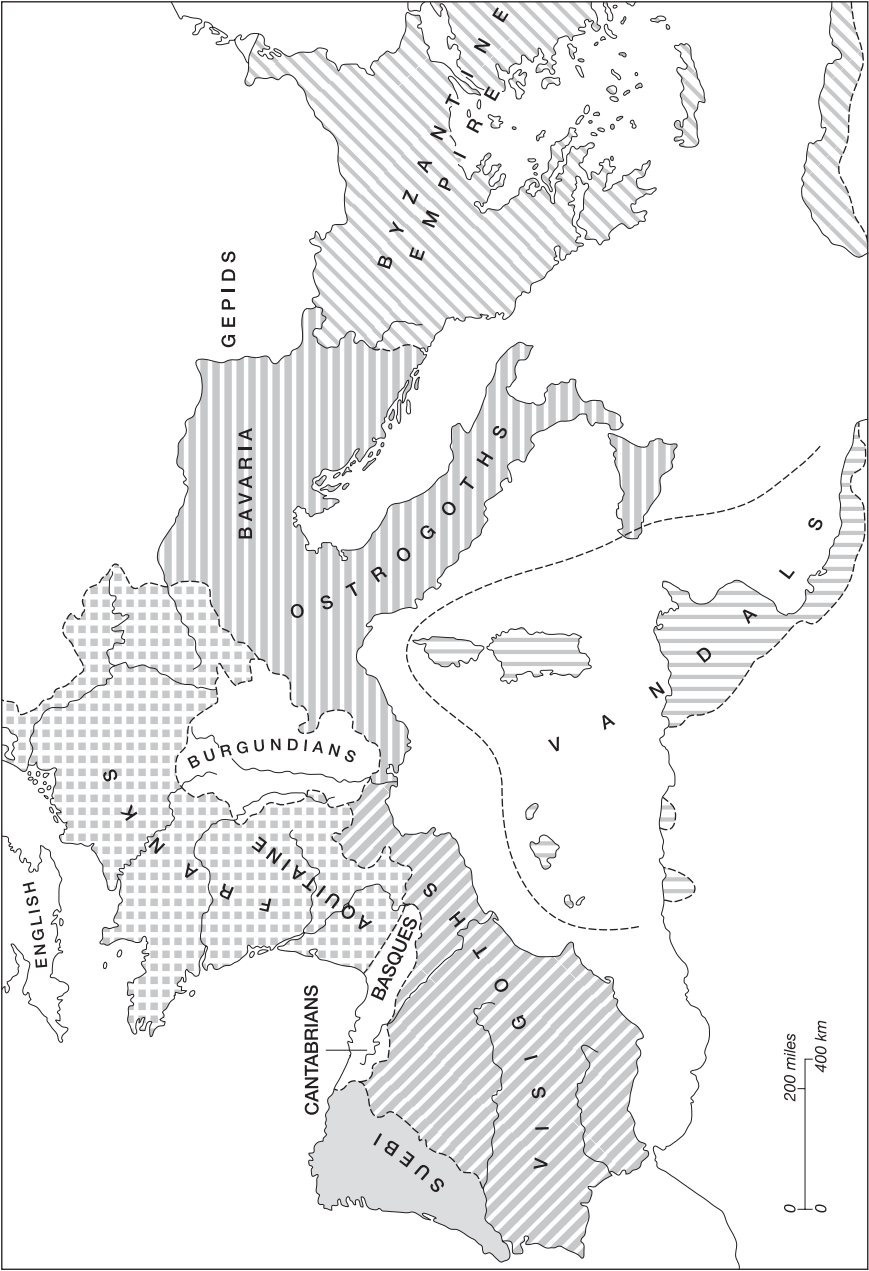 ENGLISH
FRANKS
AQUITAINE
BURGUNDIANS
BAVARIA
GEPIDS
BYZANTINE
EMPIRE
OSTROGOTHS
CANTABRIANS
BASQUES
SUEBI
VISIGOTHS
VANDALS
0 200 miles
0 400 km